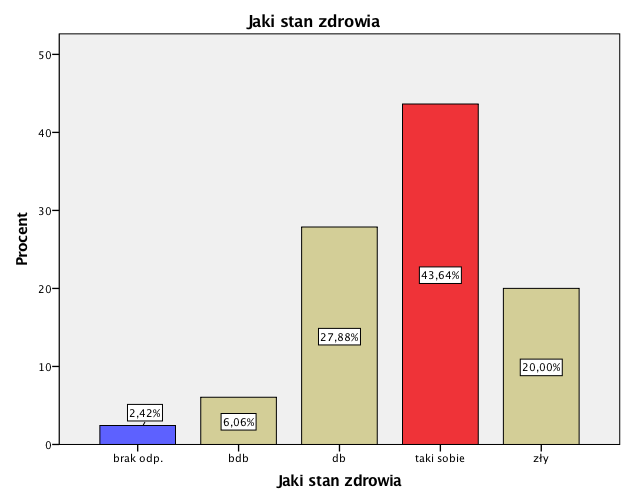 Jaki stan zdrowia
Procent
50
40
30
20
10
0
2,42%
6,06%
27,88%
43,64%
20,00%
brak odp.
bdb
db
taki sobie
zły
Jaki stan zdrowia